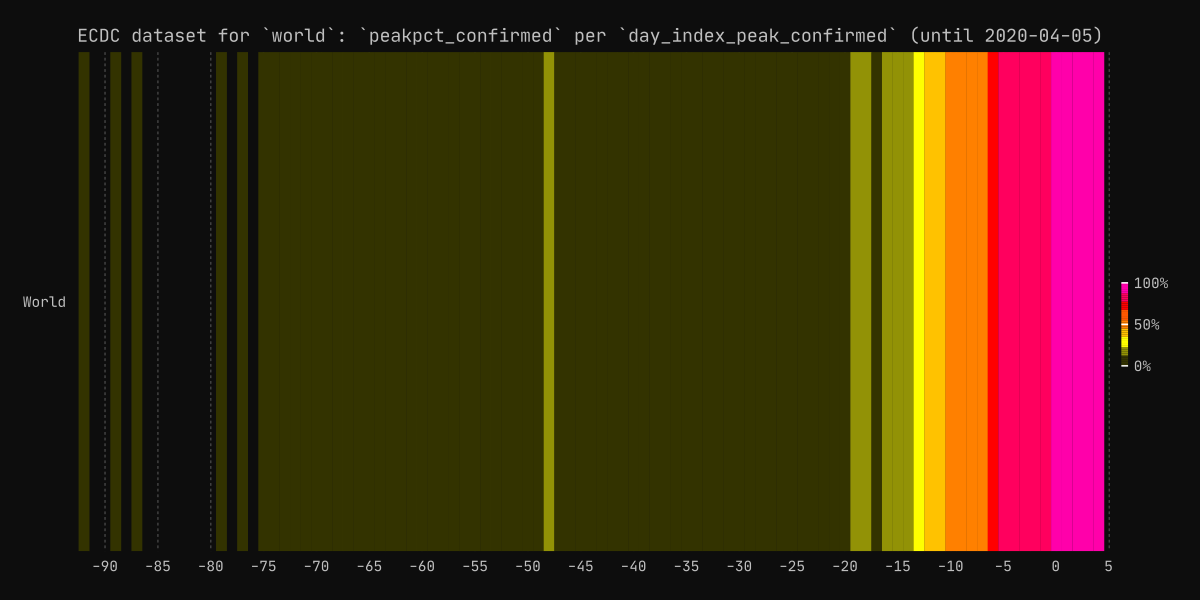 ECDC dataset for `world`: `peakpct_confirmed` per `day_index_peak_confirmed` (until 2020-04-05)
World
100%
50%
0%
-90 -85 -80 -75 -70 -65 -60 -55 -50 -45 -40 -35 -30 -25 -20 -15 -10 -5 0 5